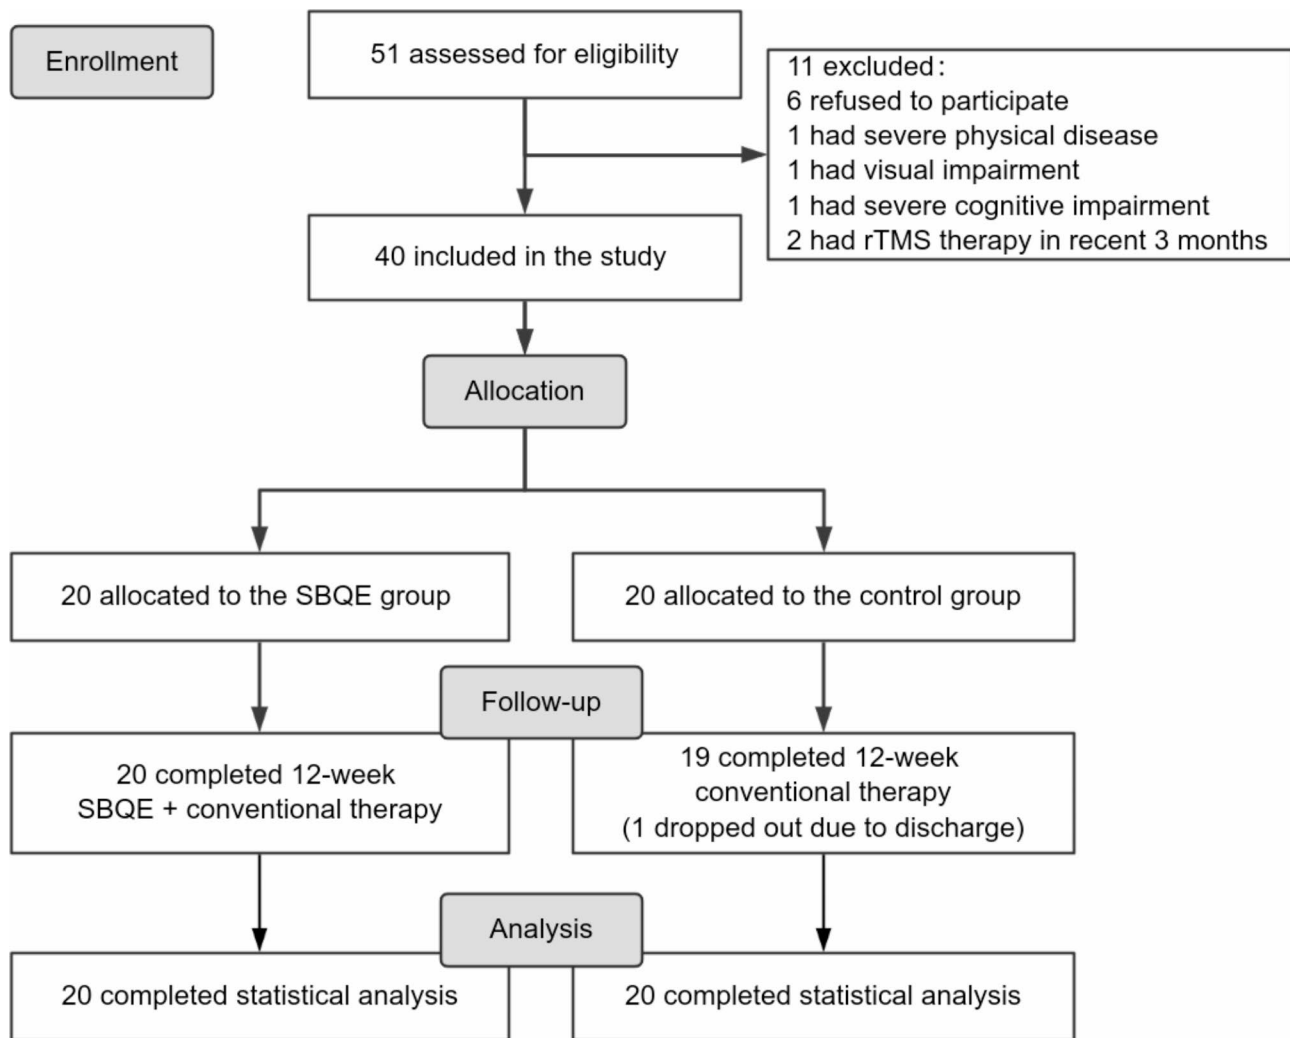 Enrollment
51 assessed for eligibility
11 excluded:
6 refused to participate
1 had severe physical disease
1 had visual impairment
1 had severe cognitive impairment
2 had rTMS therapy in recent 3 months
40 included in the study
Allocation
20 allocated to the SBQE group
20 allocated to the control group
Follow-up
20 completed 12-week
SBQE + conventional therapy
19 completed 12-week
conventional therapy
(1 dropped out due to discharge)
Analysis
20 completed statistical analysis
20 completed statistical analysis